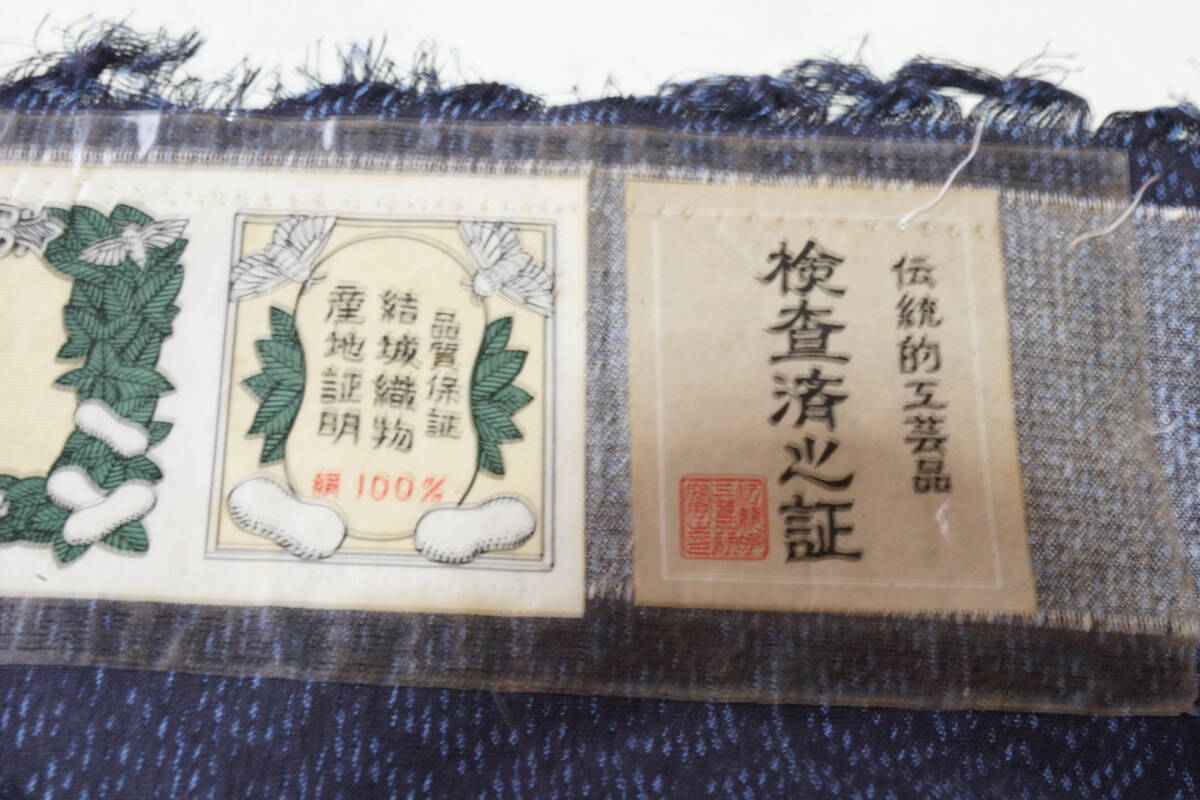 品質保証
結城織物
産地証明
絹 100%
伝統的工芸品
検査済之証